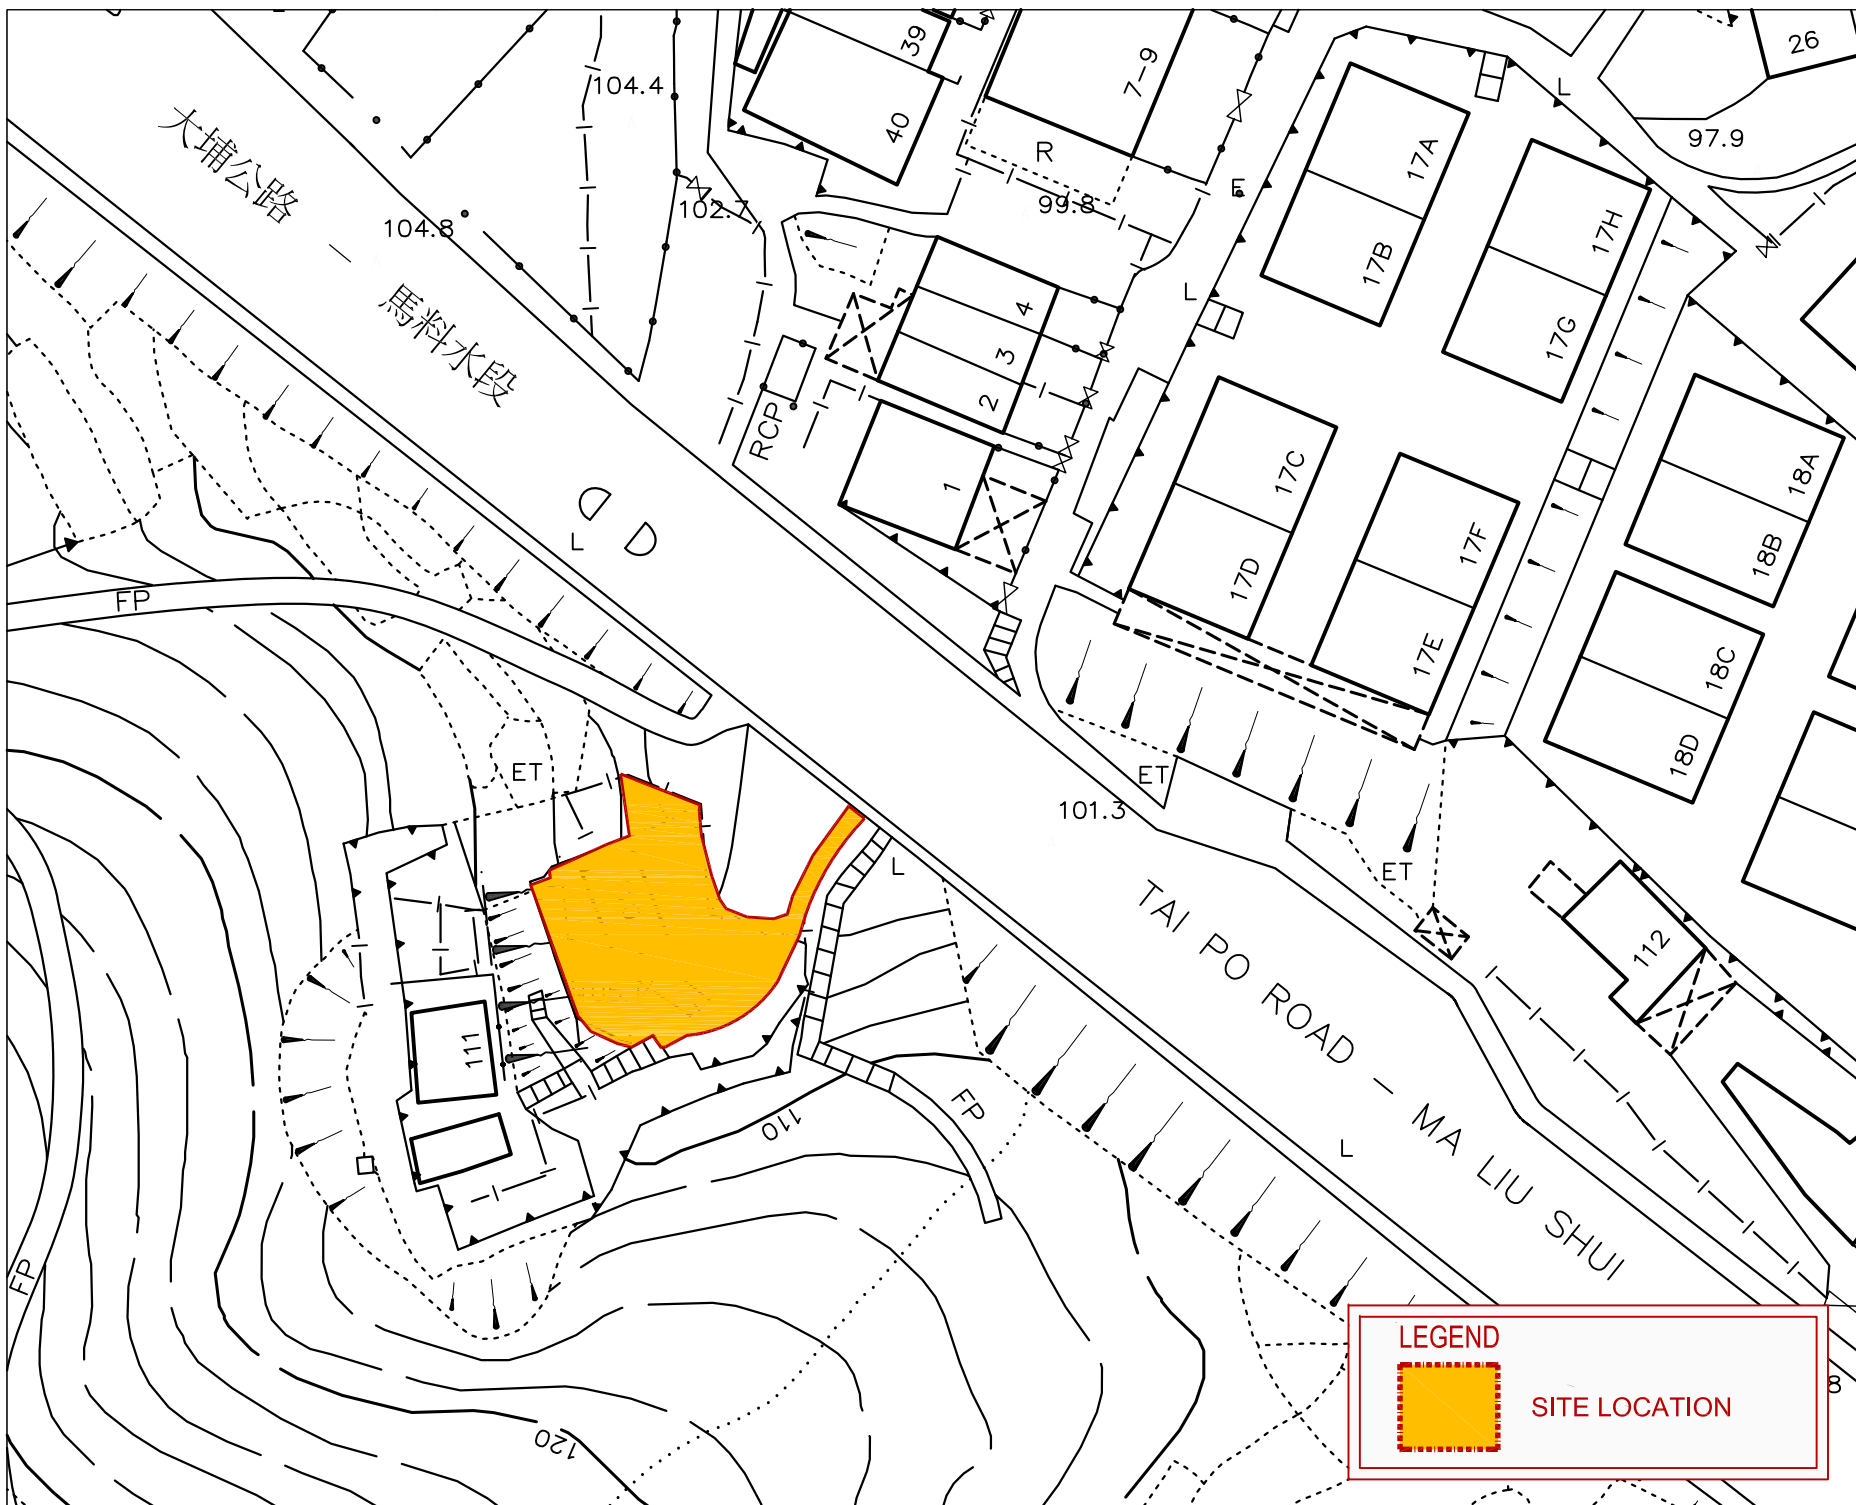 39
7-9
26
104.4
40
17A
L
97.9
大埔公路 — 馬料水段
R
E
102.7
99.8
104.8
17B
17H
L
4
3
2
17G
RCP
1
17C
18A
17F
18B
L
17D
FP
17E
18C
18D
ET
ET
101.3
ET
L
TAI PO ROAD — MA LIU SHUI
112
111
FP
110
L
FP
120
LEGEND
SITE LOCATION
8